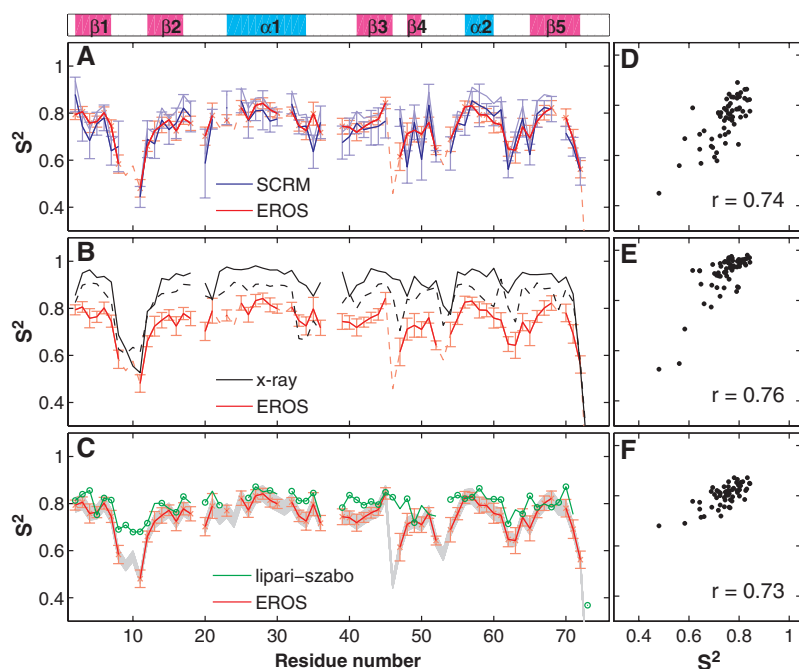 β1 β2 α1 β3 β4 α2 β5
A
1
0.8
0.6
0.4
S²
SCRM
EROS
D
r = 0.74
B
1
0.8
0.6
0.4
S²
x-ray
EROS
E
r = 0.76
C
1
0.8
0.6
0.4
S²
lipari–szabo
EROS
F
r = 0.73
10 20 30 40 50 60 70
Residue number
0.4 0.6 0.8 1
S²